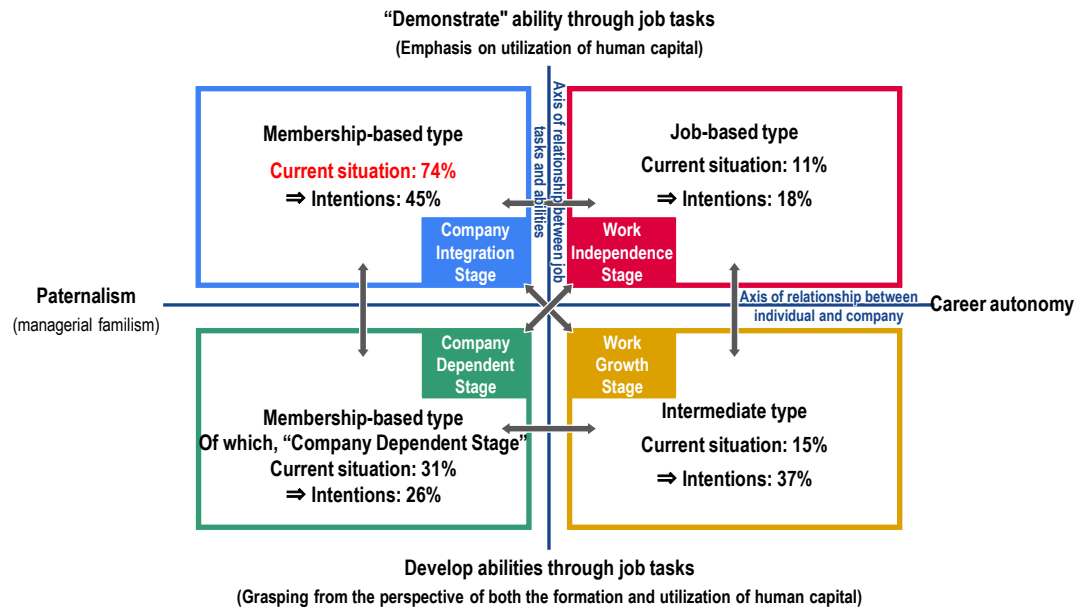 “Demonstrate" ability through job tasks
(Emphasis on utilization of human capital)
Axis of relationship between job
tasks and abilities
Membership-based type
Current situation: 74%
⇒ Intentions: 45%
Company
Integration
Stage
Job-based type
Current situation: 11%
⇒ Intentions: 18%
Work
Independence
Stage
Paternalism
(managerial familism)
Axis of relationship between
individual and company
Career autonomy
Company
Dependent
Stage
Membership-based type
Of which, “Company Dependent Stage”
Current situation: 31%
⇒ Intentions: 26%
Work
Growth
Stage
Intermediate type
Current situation: 15%
⇒ Intentions: 37%
Develop abilities through job tasks
(Grasping from the perspective of both the formation and utilization of human capital)